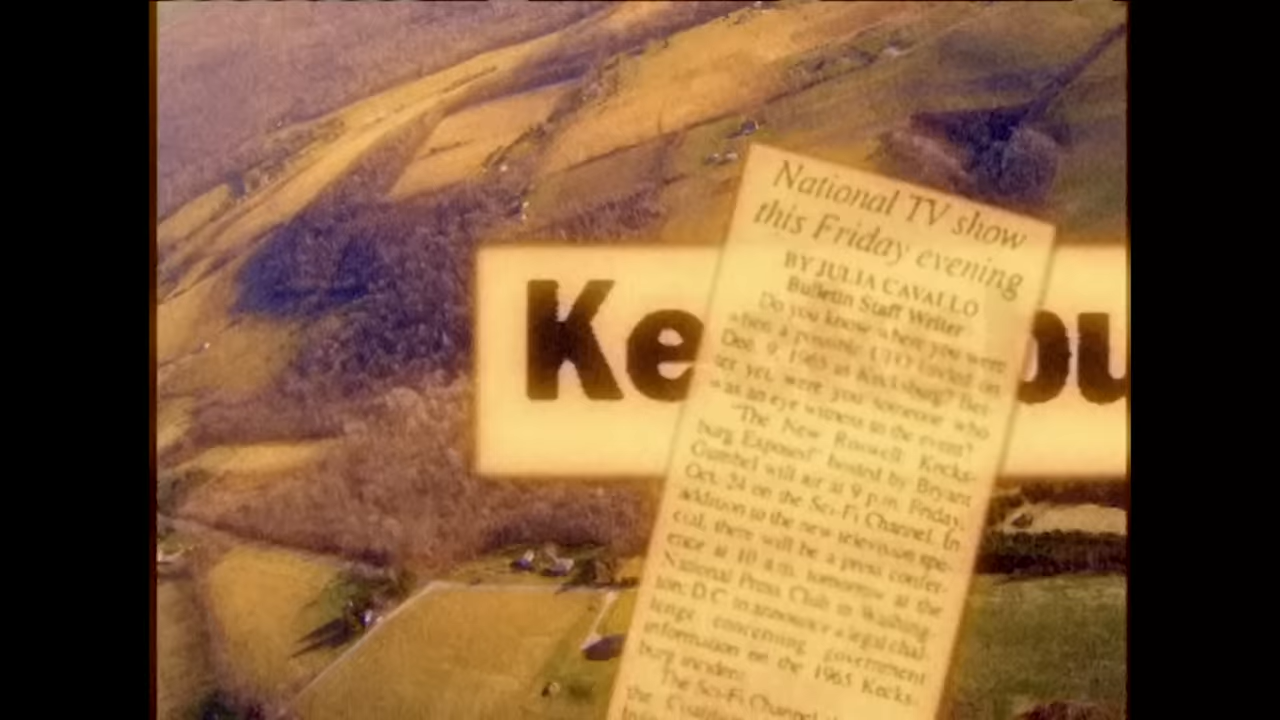 National TV show
this Friday evening
BY JULIA CAVALLO
Bulletin Staff Writer
Do you know where you were
when a possible UFO landed on
Dec. 9, 1965 in Kecksburg? Bet-
ter yet, were you someone who
was an eye witness to the event?
"The New Roswell: Kecks-
burg Exposed" hosted by Bryant
Gumbel will air at 9 p.m. Friday,
Oct. 24 on the Sci-Fi Channel. In
addition to the new television spe-
cial, there will be a press confer-
ence at 10 a.m. tomorrow at the
National Press Club in Washing-
ton, D.C. to announce a legal chal-
lenge concerning government
information on the 1965 Kecks-
burg incident.
The Sci-Fi Channel
the Coalition
Ke
bu